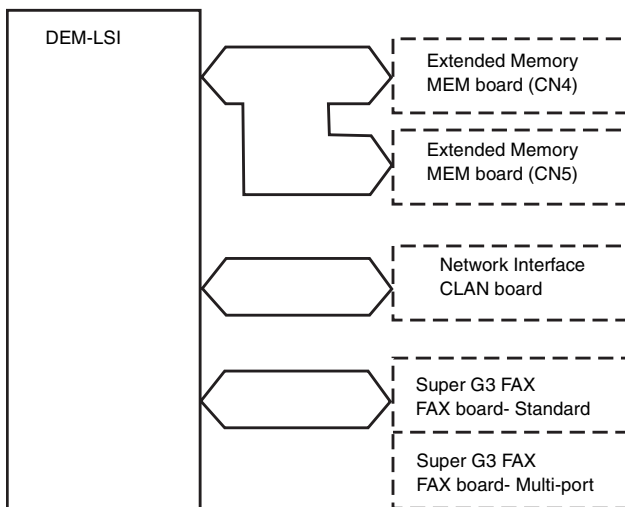 DEM-LSI
Extended Memory
MEM board (CN4)
Extended Memory
MEM board (CN5)
Network Interface
CLAN board
Super G3 FAX
FAX board- Standard
Super G3 FAX
FAX board- Multi-port